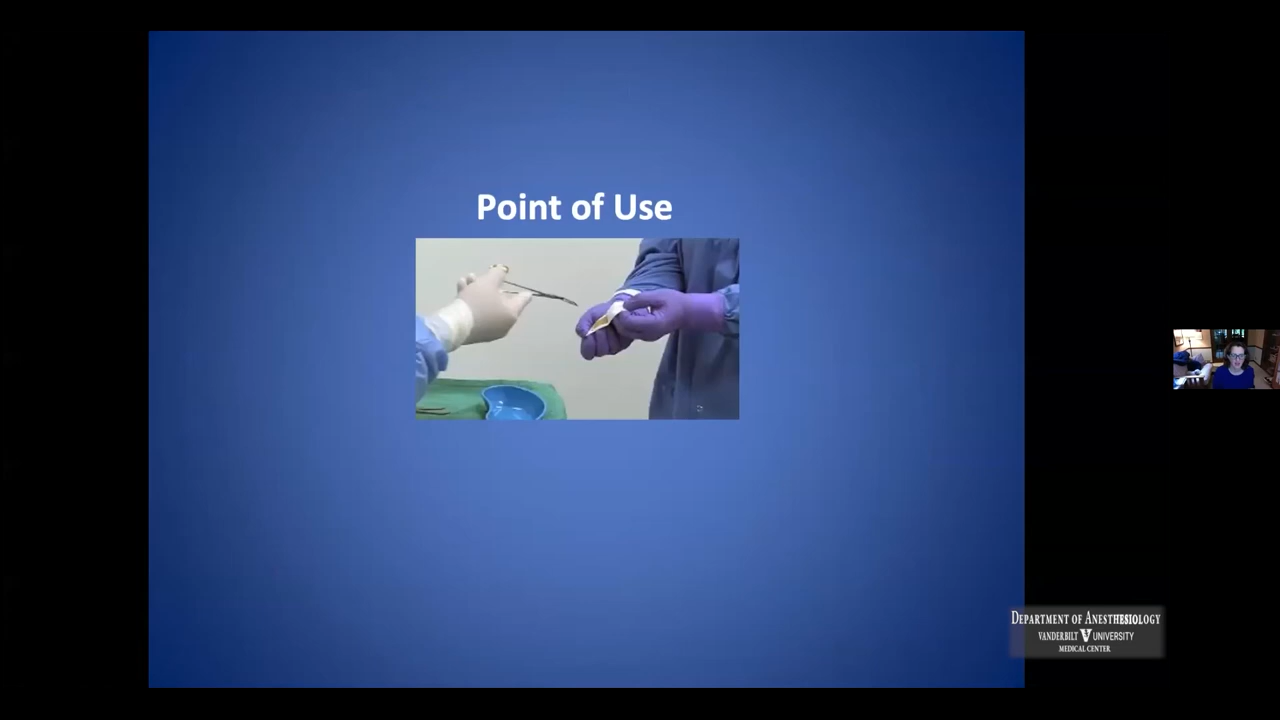 Point of Use
DEPARTMENT OF ANESTHESIOLOGY
VANDERBILT UNIVERSITY
MEDICAL CENTER